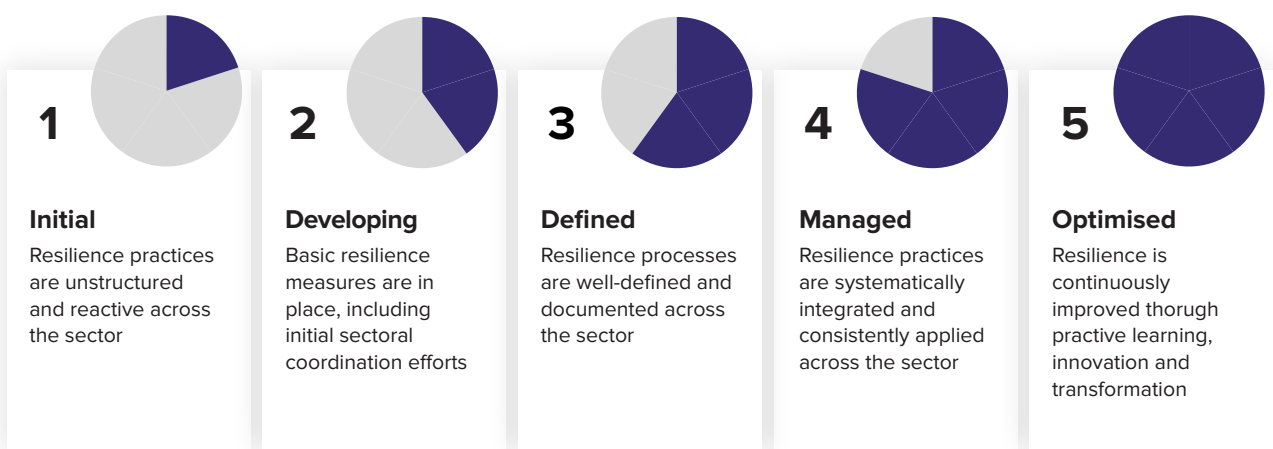 1
Initial
Resilience practices
are unstructured
and reactive across
the sector
2
Developing
Basic resilience
measures are in
place, including
initial sectoral
coordination efforts
3
Defined
Resilience processes
are well-defined and
documented across
the sector
4
Managed
Resilience practices
are systematically
integrated and
consistently applied
across the sector
5
Optimised
Resilience is
continuously
improved thorugh
practive learning,
innovation and
transformation